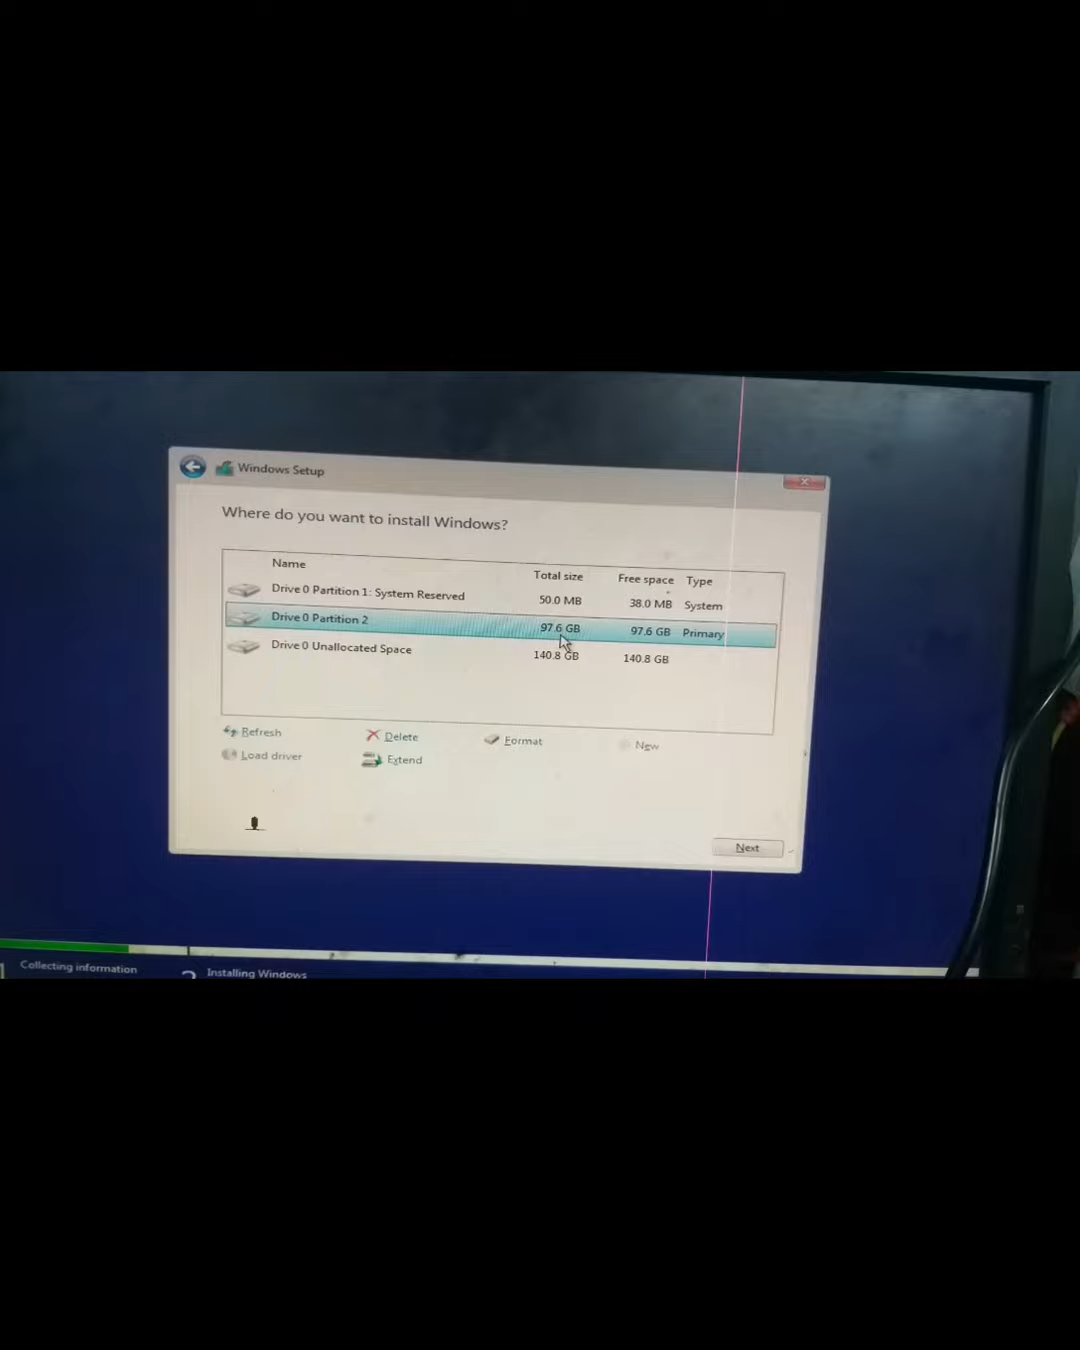 Windows Setup
Where do you want to install Windows?
Name Total size Free space Type
Drive 0 Partition 1: System Reserved 50.0 MB 38.0 MB System
Drive 0 Partition 2 97.6 GB 97.6 GB Primary
Drive 0 Unallocated Space 140.8 GB 140.8 GB
Refresh Delete Format New
Load driver Extend
Next
1 Collecting information 2 Installing Windows